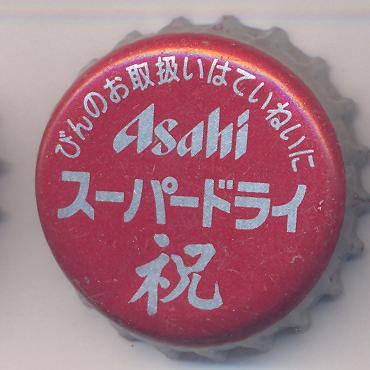 びんのお取扱いはていねいに
Asahi
スーパードライ
祝